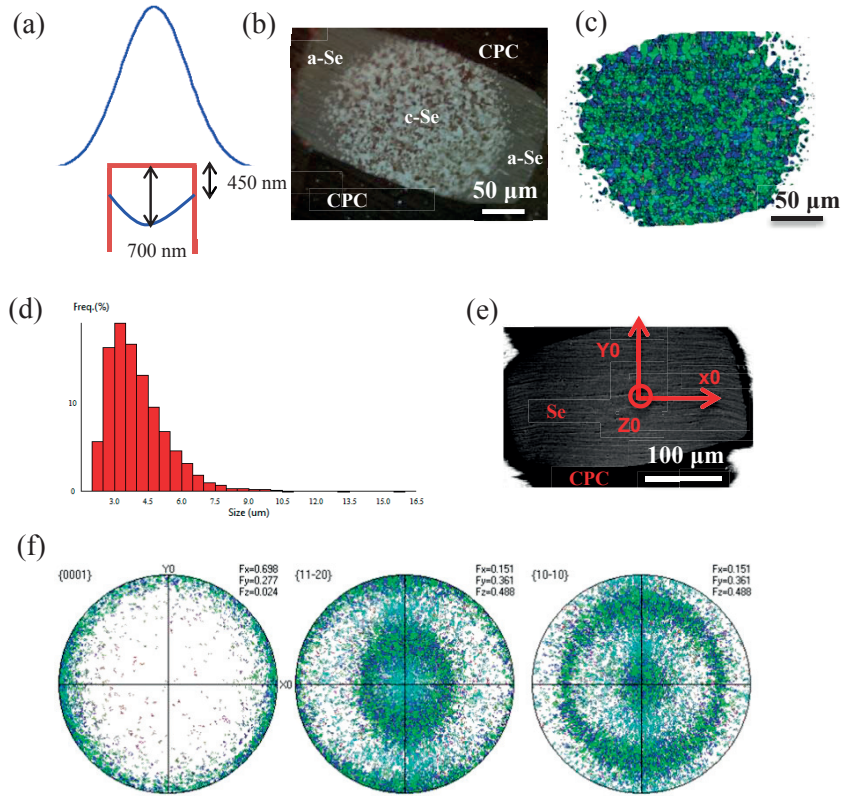 (a)
450 nm
700 nm
(b)
a-Se
CPC
c-Se
a-Se
CPC
50 µm
(c)
50 µm
(d)
Freq.(%)
10
0
3.0 4.5 6.0 7.5 9.0 10.5 12.0 13.5 15.0 16.5
Size (um)
(e)
Y0
x0
Se
Z0
100 µm
CPC
(f)
{0001}
Y0
Fx=0.698
Fy=0.277
Fz=0.024
X0
{11-20}
Fx=0.151
Fy=0.361
Fz=0.488
{10-10}
Fx=0.151
Fy=0.361
Fz=0.488